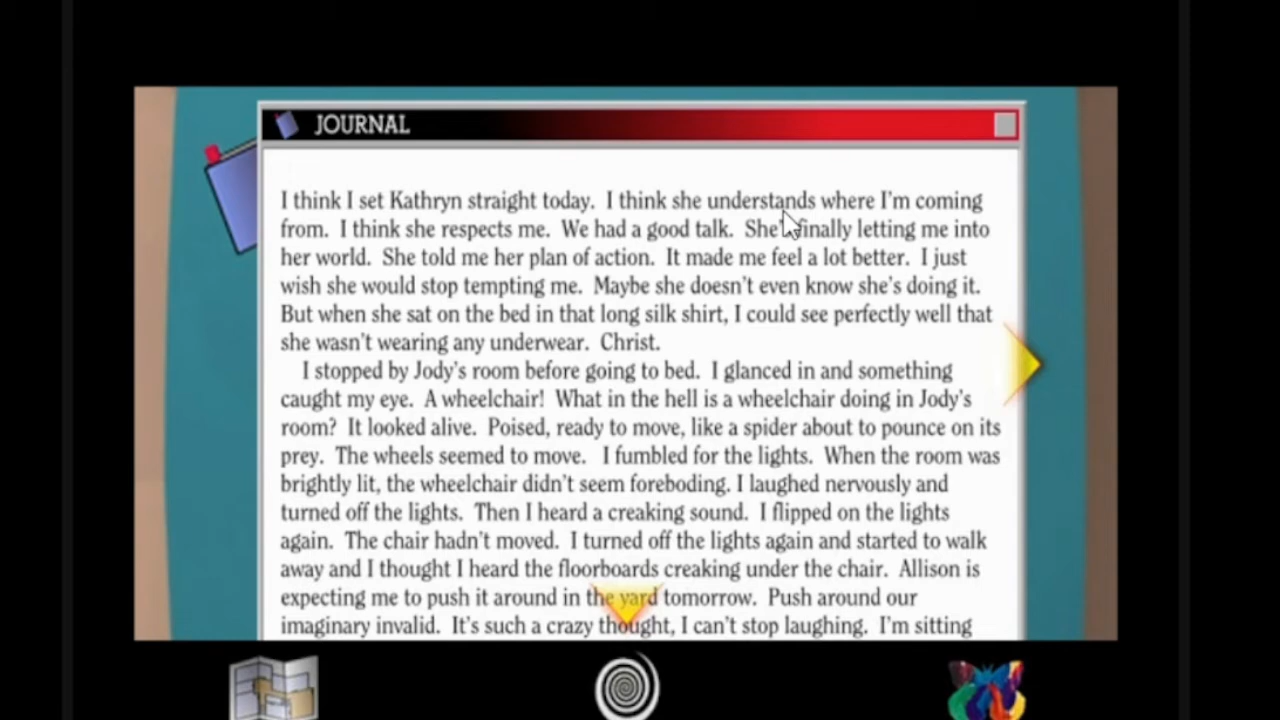 JOURNAL
I think I set Kathryn straight today. I think she understands where I'm coming
from. I think she respects me. We had a good talk. She's finally letting me into
her world. She told me her plan of action. It made me feel a lot better. I just
wish she would stop tempting me. Maybe she doesn't even know she's doing it.
But when she sat on the bed in that long silk shirt, I could see perfectly well that
she wasn't wearing any underwear. Christ.
I stopped by Jody's room before going to bed. I glanced in and something
caught my eye. A wheelchair! What in the hell is a wheelchair doing in Jody's
room? It looked alive. Poised, ready to move, like a spider about to pounce on its
prey. The wheels seemed to move. I fumbled for the lights. When the room was
brightly lit, the wheelchair didn't seem foreboding. I laughed nervously and
turned off the lights. Then I heard a creaking sound. I flipped on the lights
again. The chair hadn't moved. I turned off the lights again and started to walk
away and I thought I heard the floorboards creaking under the chair. Allison is
expecting me to push it around in the yard tomorrow. Push around our
imaginary invalid. It's such a crazy thought, I can't stop laughing. I'm sitting